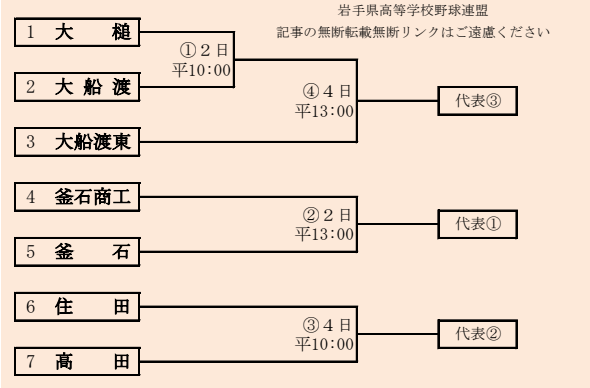 岩手県高等学校野球連盟
記事の無断転載無断リンクはご遠慮ください
1 大槌
①2日
平10:00
2 大船渡
④4日
平13:00
代表③
3 大船渡東
4 釜石商工
②2日
平13:00
代表①
5 釜石
6 住田
③4日
平10:00
代表②
7 高田